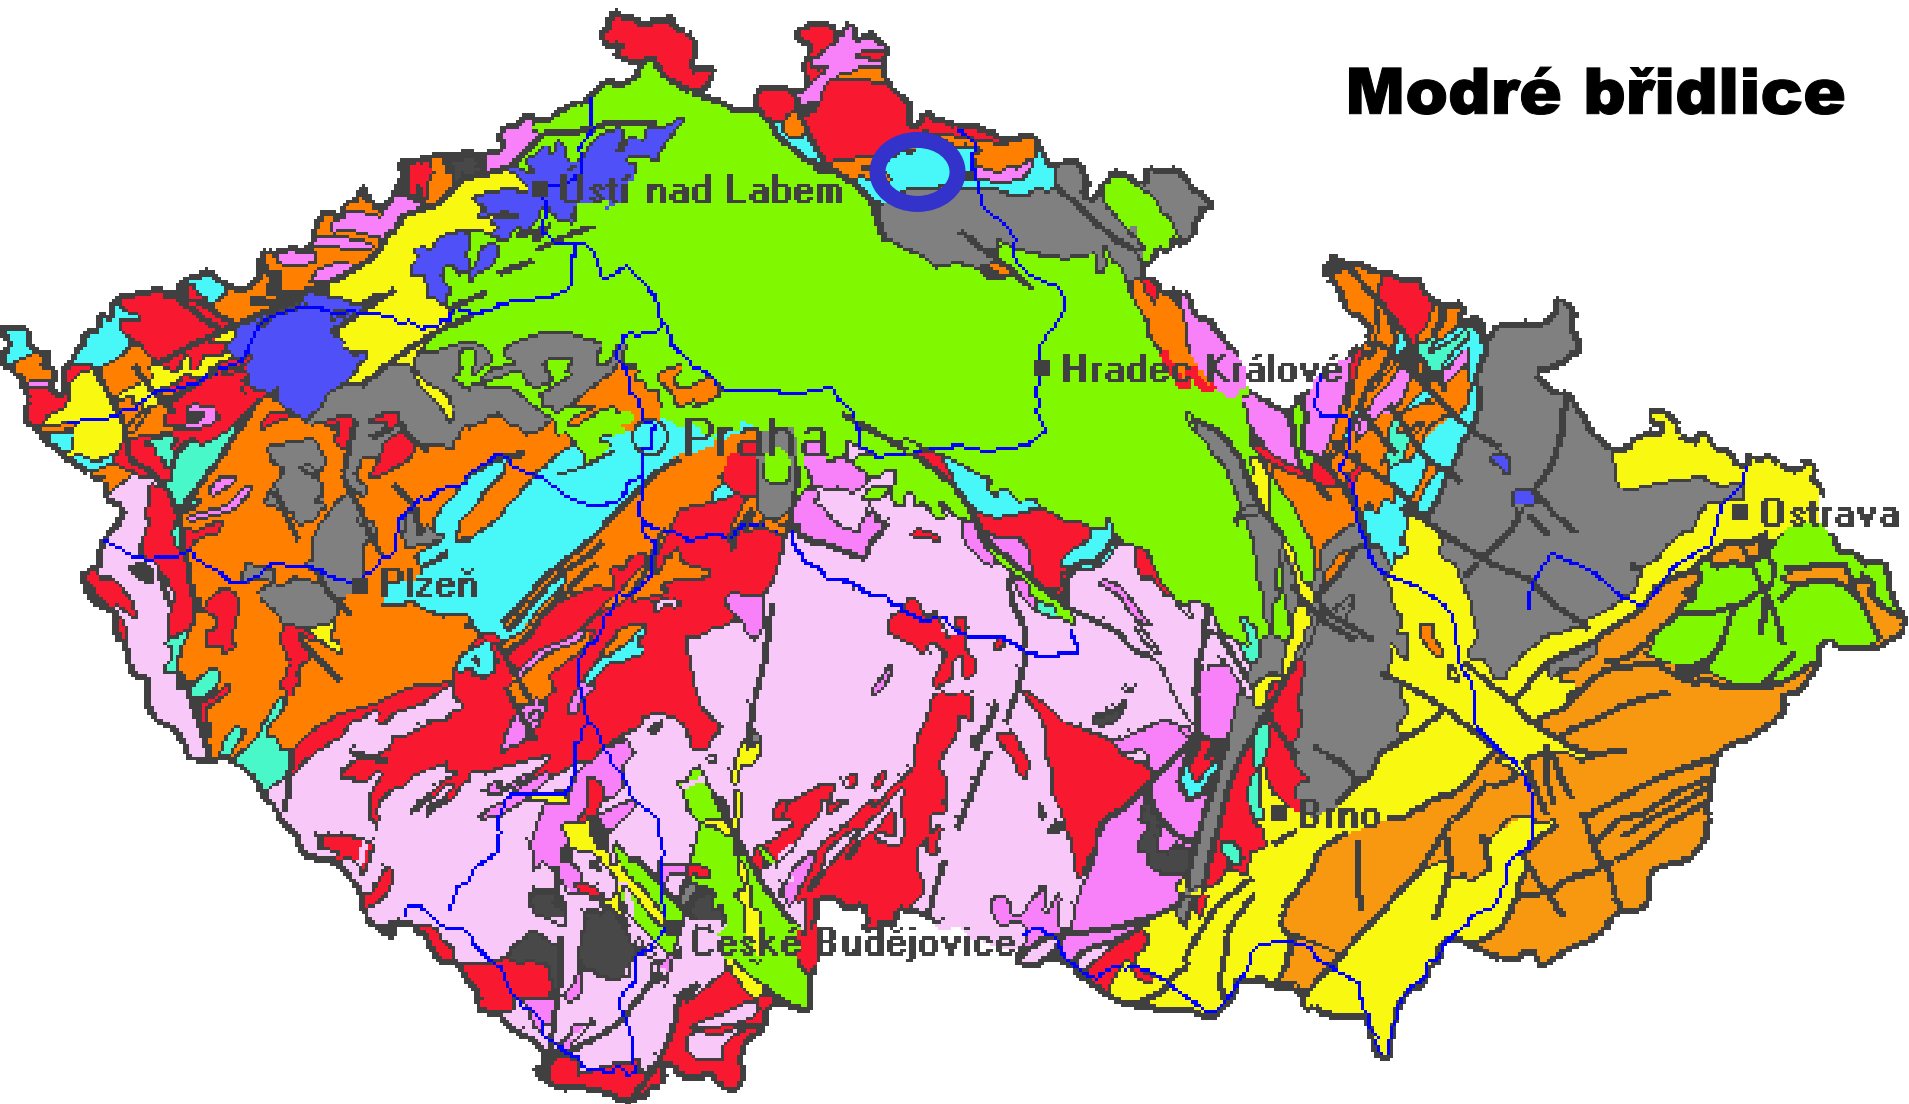 Modré břidlice
Ústí nad Labem
Hradec Králové
Praha
Ostrava
Plzeň
Brno
České Budějovice